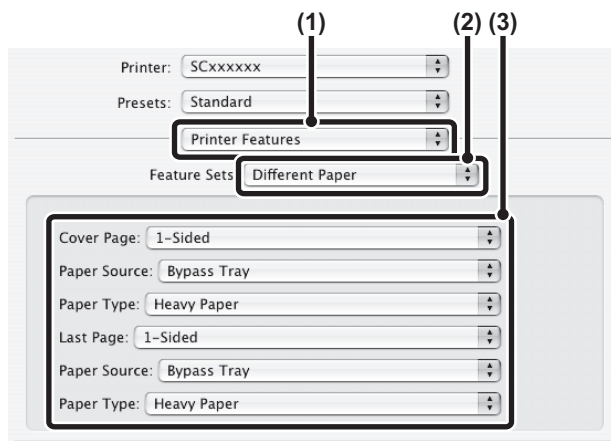 (1) (2) (3)
Printer: SCxxxxxx
Presets: Standard
Printer Features
Feature Sets Different Paper
Cover Page: 1-Sided
Paper Source: Bypass Tray
Paper Type: Heavy Paper
Last Page: 1-Sided
Paper Source: Bypass Tray
Paper Type: Heavy Paper